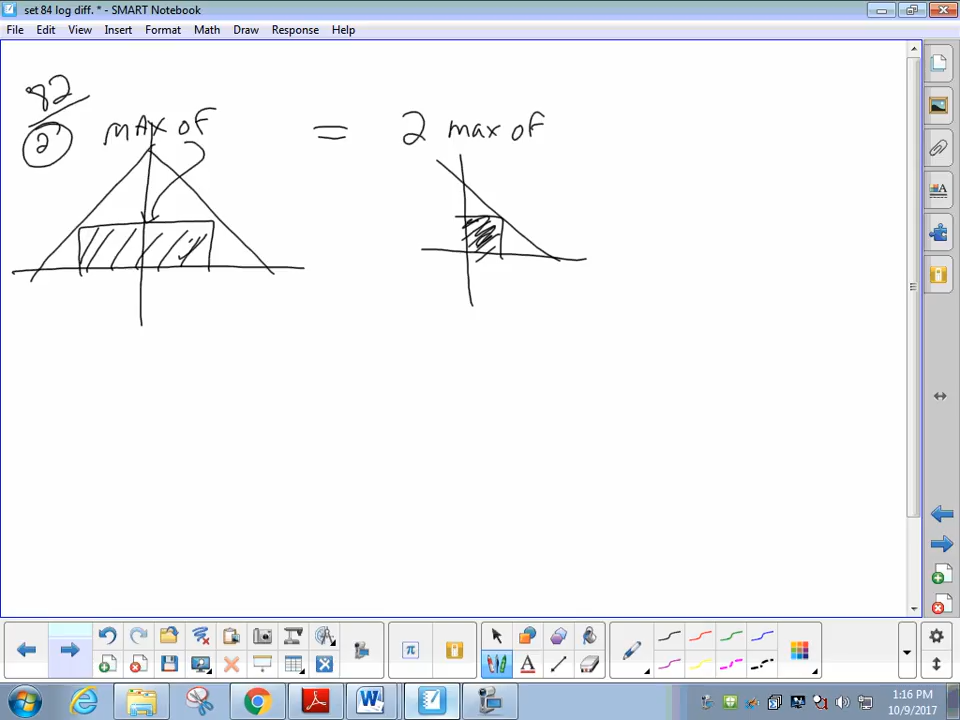 set 84 log diff. * - SMART Notebook
File Edit View Insert Format Math Draw Response Help
82
2
MAX OF = 2 max of
π
A
W
1:16 PM
10/9/2017